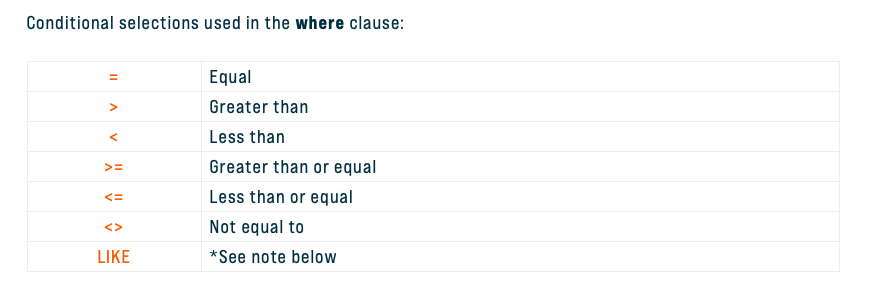 Conditional selections used in the where clause:
= Equal
> Greater than
< Less than
>= Greater than or equal
<= Less than or equal
<> Not equal to
LIKE *See note below